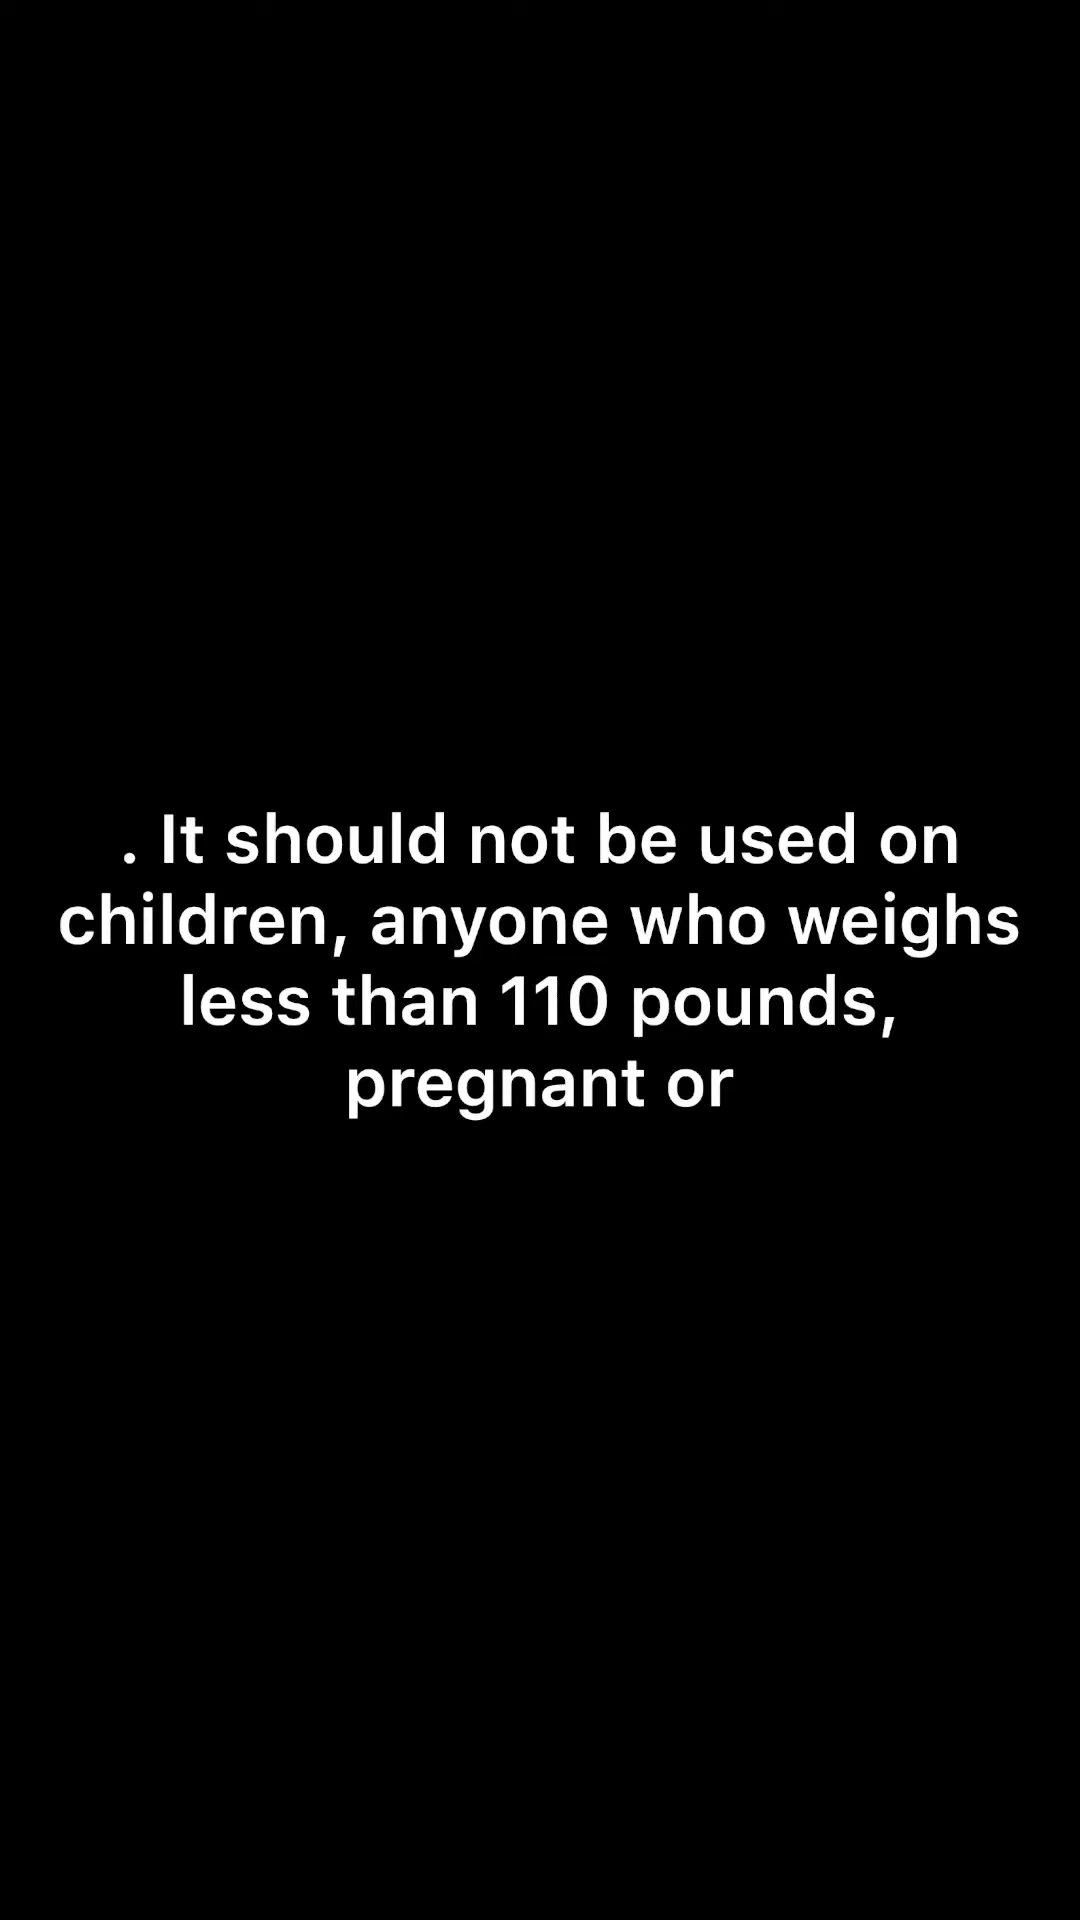 . It should not be used on
children, anyone who weighs
less than 110 pounds,
pregnant or